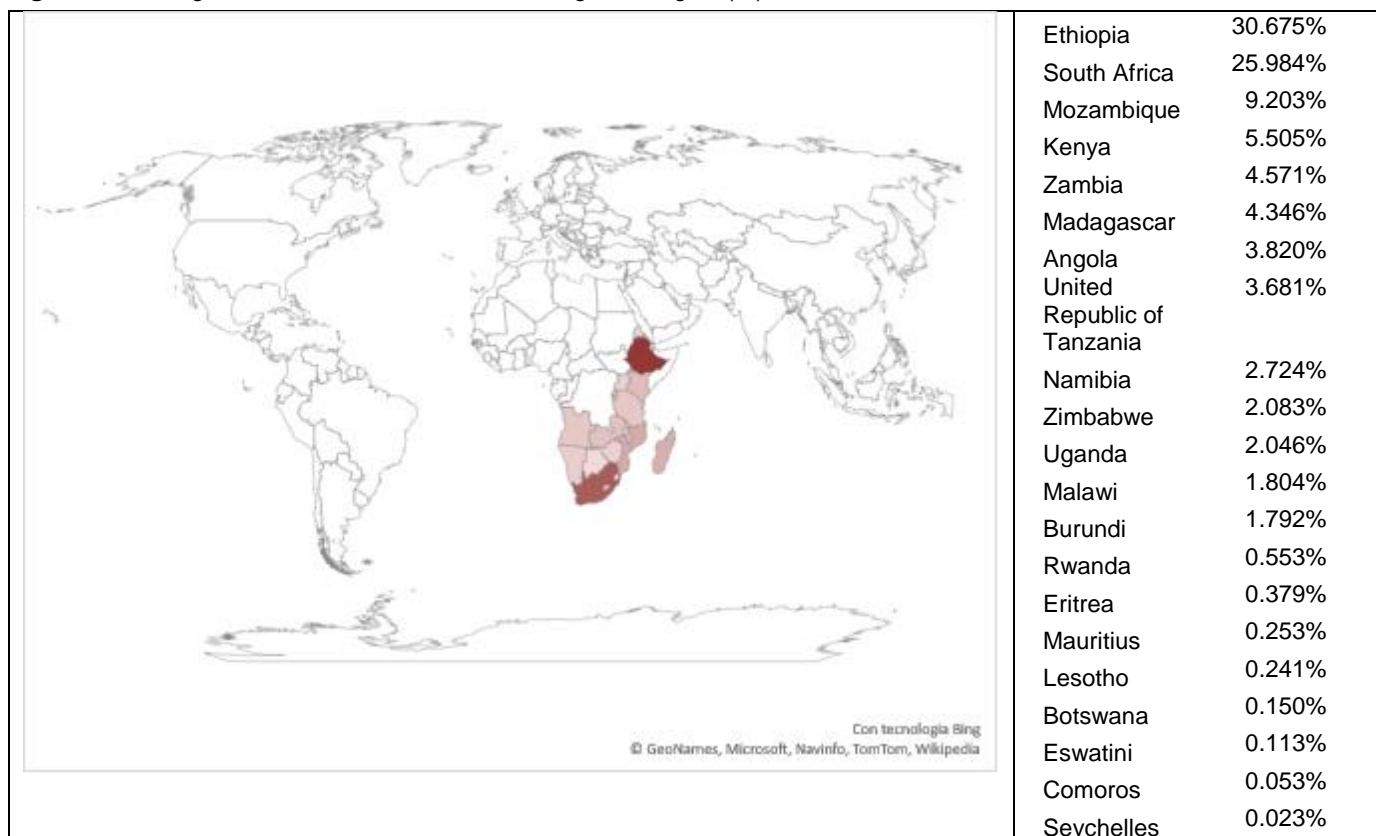 Con tecnologia Bing
© GeoNames, Microsoft, Navinfo, TomTom, Wikipedia
Ethiopia 30.675%
South Africa 25.984%
Mozambique 9.203%
Kenya 5.505%
Zambia 4.571%
Madagascar 4.346%
Angola 3.820%
United 3.681%
Republic of
Tanzania
Namibia 2.724%
Zimbabwe 2.083%
Uganda 2.046%
Malawi 1.804%
Burundi 1.792%
Rwanda 0.553%
Eritrea 0.379%
Mauritius 0.253%
Lesotho 0.241%
Botswana 0.150%
Eswatini 0.113%
Comoros 0.053%
Seychelles 0.023%